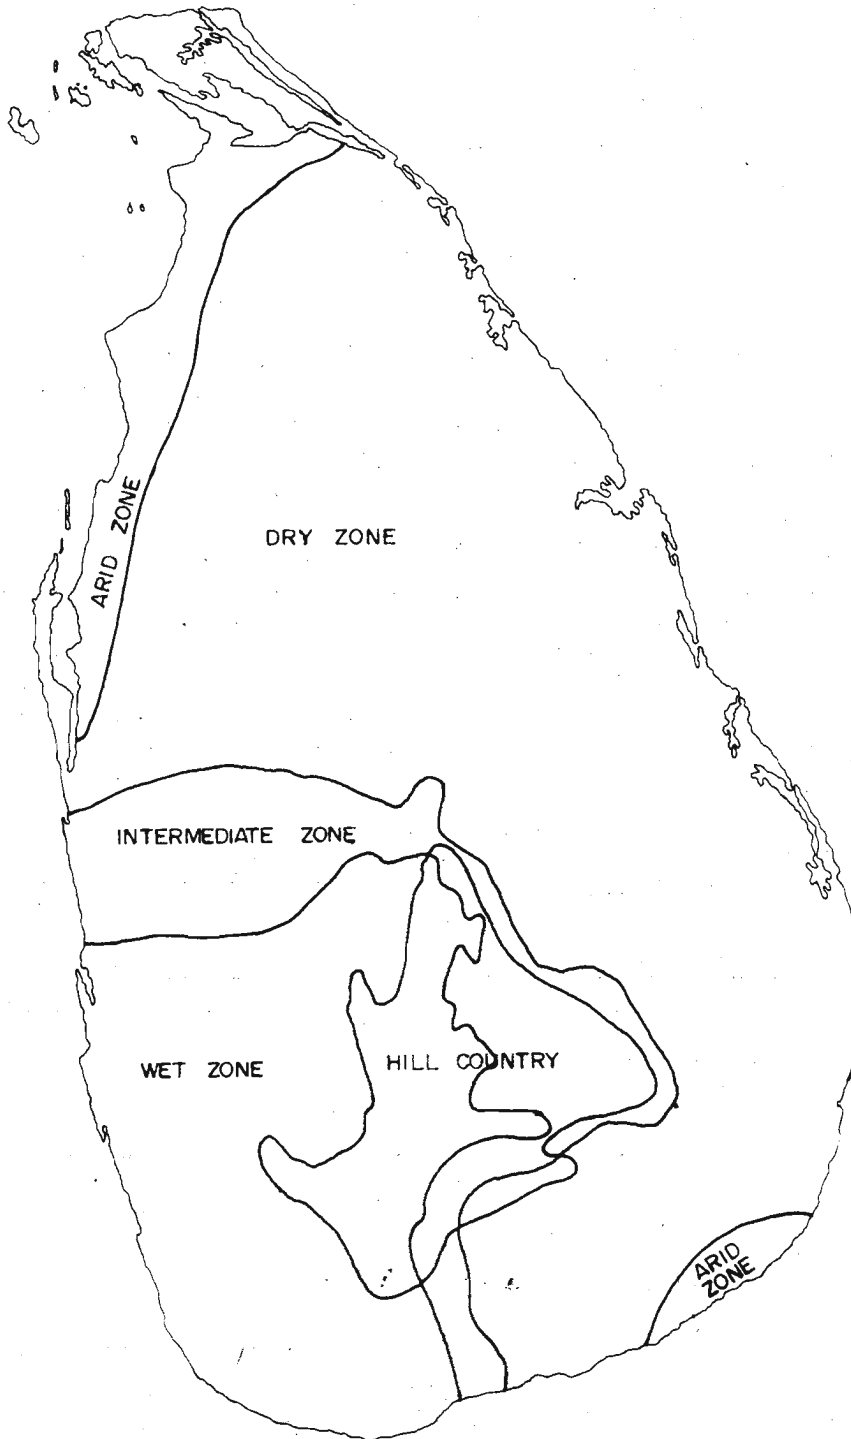 ARID ZONE
DRY ZONE
INTERMEDIATE ZONE
WET ZONE
HILL COUNTRY
ARID
ZONE